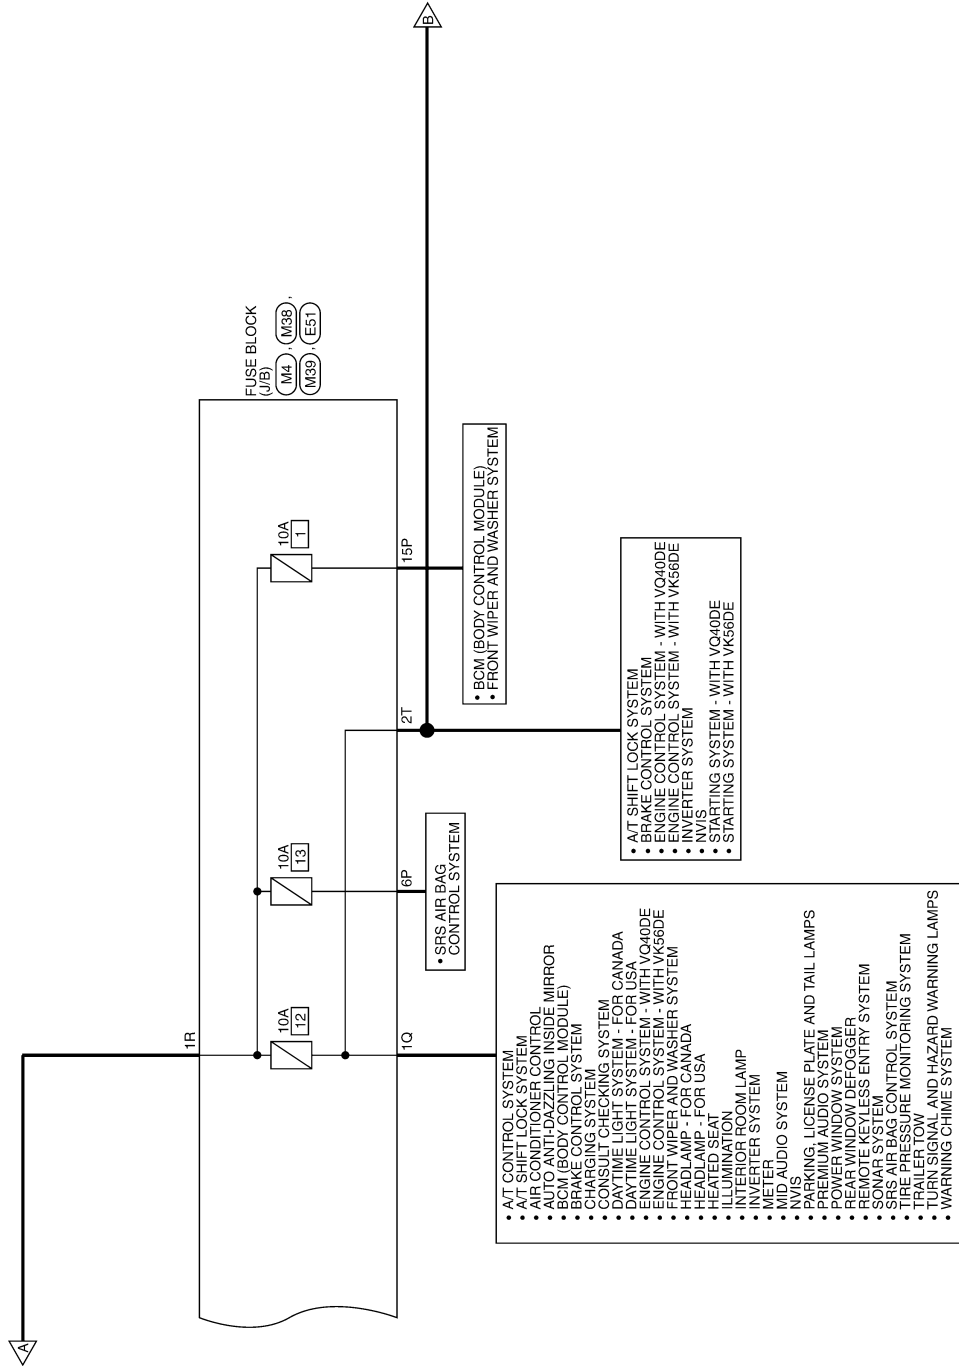 A
B
FUSE BLOCK
(J/B)
M4 , M38 ,
M39 , E51
1R
10A
12
10A
13
10A
1
1Q
6P
2T
15P
• A/T CONTROL SYSTEM
• A/T SHIFT LOCK SYSTEM
• AIR CONDITIONER CONTROL
• AUTO ANTI-DAZZLING INSIDE MIRROR
• BCM (BODY CONTROL MODULE)
• BRAKE CONTROL SYSTEM
• CHARGING SYSTEM
• CONSULT CHECKING SYSTEM
• DAYTIME LIGHT SYSTEM - FOR CANADA
• DAYTIME LIGHT SYSTEM - FOR USA
• ENGINE CONTROL SYSTEM - WITH VQ40DE
• ENGINE CONTROL SYSTEM - WITH VK56DE
• FRONT WIPER AND WASHER SYSTEM
• HEADLAMP - FOR CANADA
• HEADLAMP - FOR USA
• HEATED SEAT
• ILLUMINATION
• INTERIOR ROOM LAMP
• INVERTER SYSTEM
• METER
• MID AUDIO SYSTEM
• NVIS
• PARKING, LICENSE PLATE AND TAIL LAMPS
• PREMIUM AUDIO SYSTEM
• POWER WINDOW SYSTEM
• REAR WINDOW DEFOGGER
• REMOTE KEYLESS ENTRY SYSTEM
• SONAR SYSTEM
• SRS AIR BAG CONTROL SYSTEM
• TIRE PRESSURE MONITORING SYSTEM
• TRAILER TOW
• TURN SIGNAL AND HAZARD WARNING LAMPS
• WARNING CHIME SYSTEM
• SRS AIR BAG
CONTROL SYSTEM
• A/T SHIFT LOCK SYSTEM
• BRAKE CONTROL SYSTEM
• ENGINE CONTROL SYSTEM - WITH VQ40DE
• ENGINE CONTROL SYSTEM - WITH VK56DE
• INVERTER SYSTEM
• NVIS
• STARTING SYSTEM - WITH VQ40DE
• STARTING SYSTEM - WITH VK56DE
• BCM (BODY CONTROL MODULE)
• FRONT WIPER AND WASHER SYSTEM